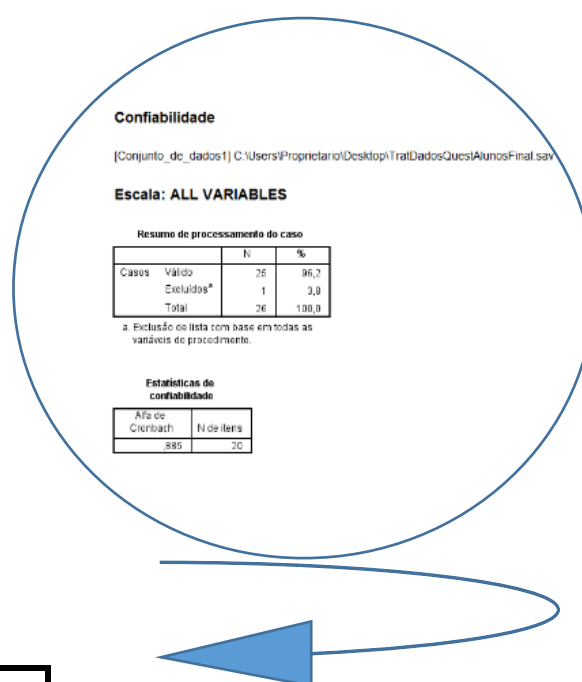 Confiabilidade
[Conjunto_de_dados1] C:\Users\Proprietario\Desktop\TratDadosQuestAlunosFinal.sav
Escala: ALL VARIABLES
Resumo de processamento do caso
N %
Casos Válido 25 96,2
Excluídosª 1 3,8
Total 26 100,0
a. Exclusão de lista com base em todas as
variáveis do procedimento.
Estatísticas de
confiabilidade
Alfa de
Cronbach N de itens
,885 20